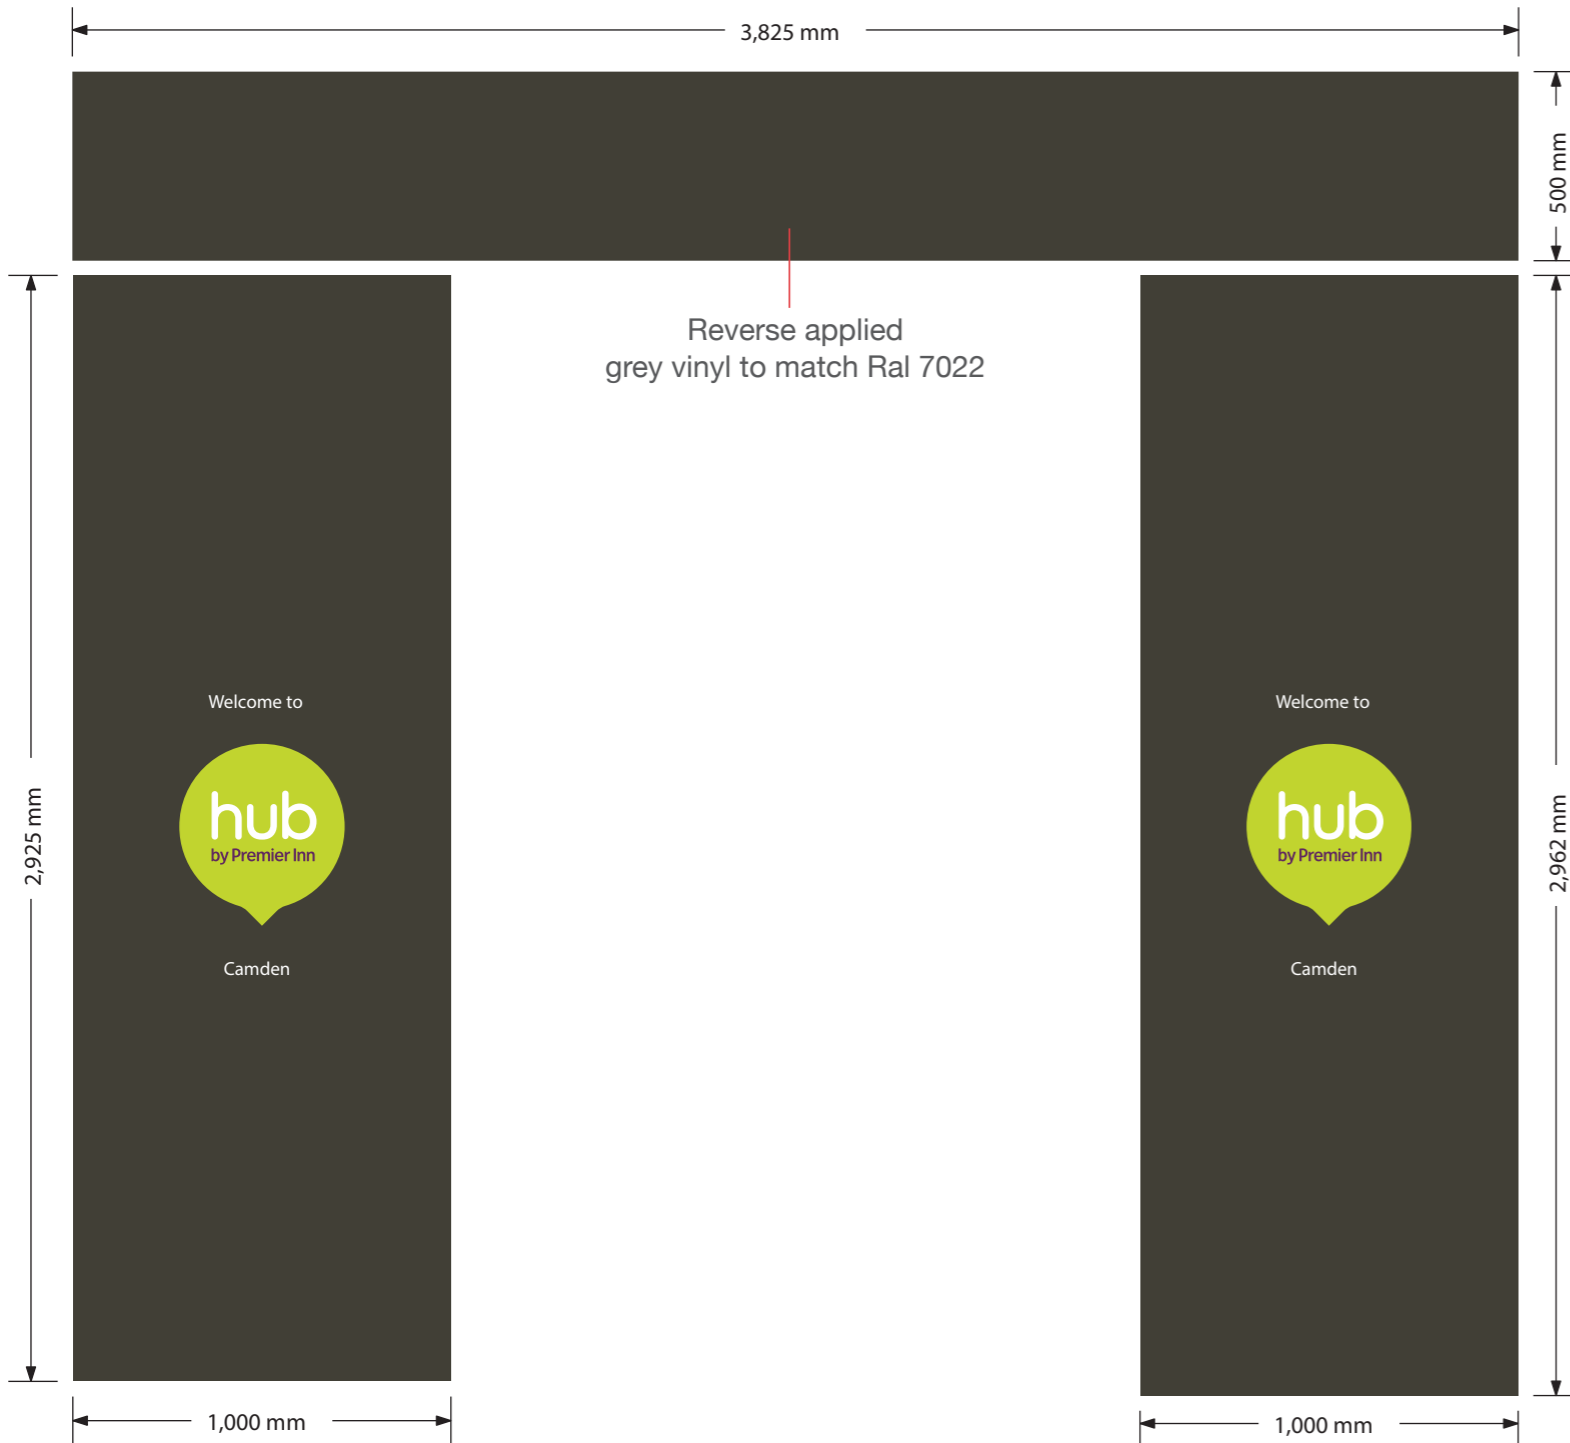 3,825 mm
500 mm
Reverse applied
grey vinyl to match Ral 7022
2,925 mm
Welcome to
hub
by Premier Inn
Camden
1,000 mm
Welcome to
hub
by Premier Inn
Camden
2,962 mm
1,000 mm